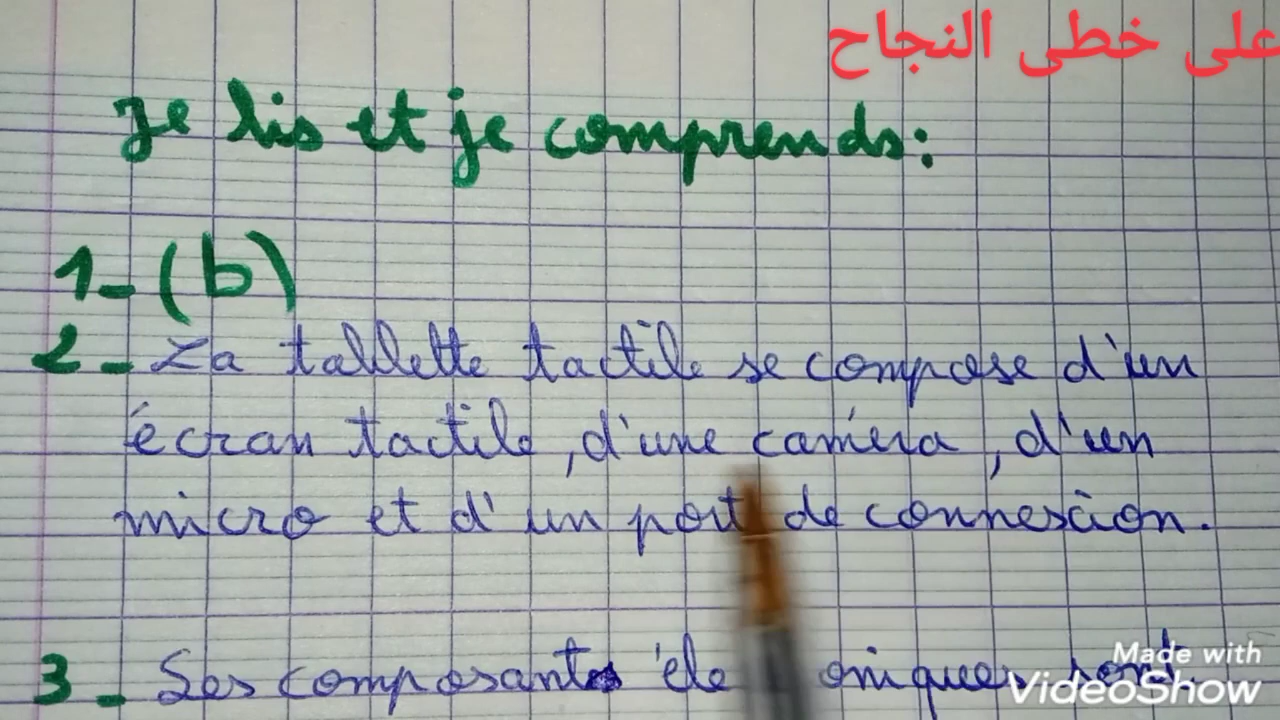 على خطى النجاح
Je lis et je comprends:
1-(b)
2-La tablette tactile se compose d'un
écran tactile, d'une caméra, d'un
micro et d'un port de connexion.
3-Ses composants
Made with
VideoShow